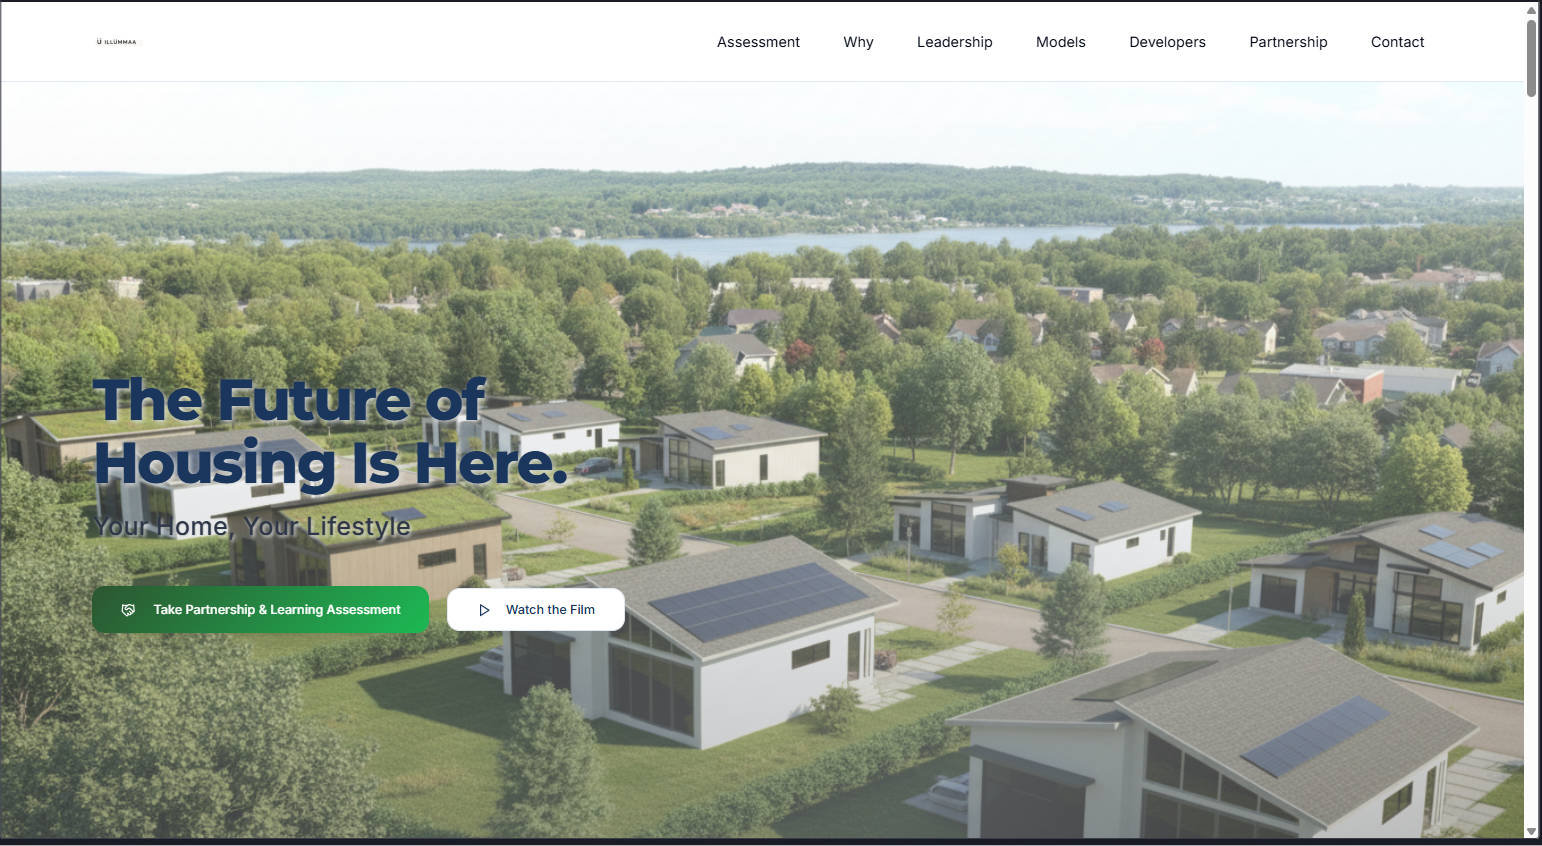 Ü ILLÜMMAA
Assessment
Why
Leadership
Models
Developers
Partnership
Contact
The Future of
Housing Is Here.
Your Home, Your Lifestyle
Take Partnership & Learning Assessment
Watch the Film